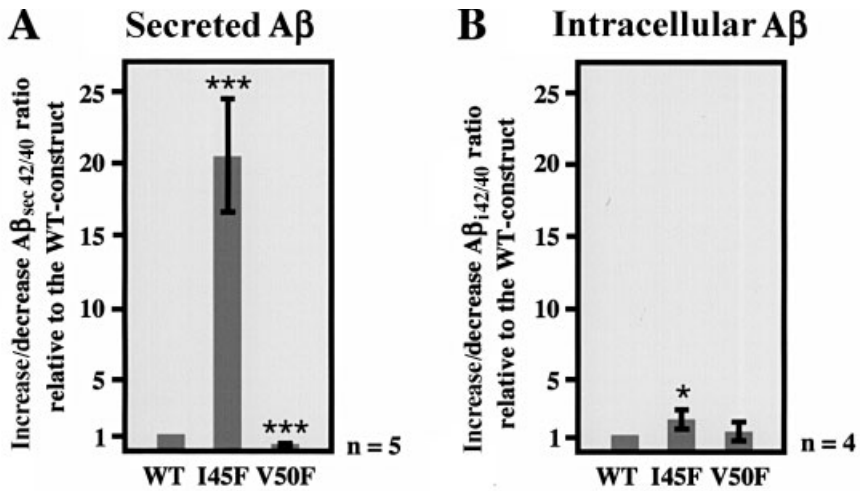 A Secreted Aβ
Increase/decrease Aβsec 42/40 ratio
relative to the WT-construct
25
20
15
10
5
1
***
***
WT I45F V50F
n = 5
B Intracellular Aβ
Increase/decrease Aβi42/40 ratio
relative to the WT-construct
25
20
15
10
5
1
*
WT I45F V50F
n = 4